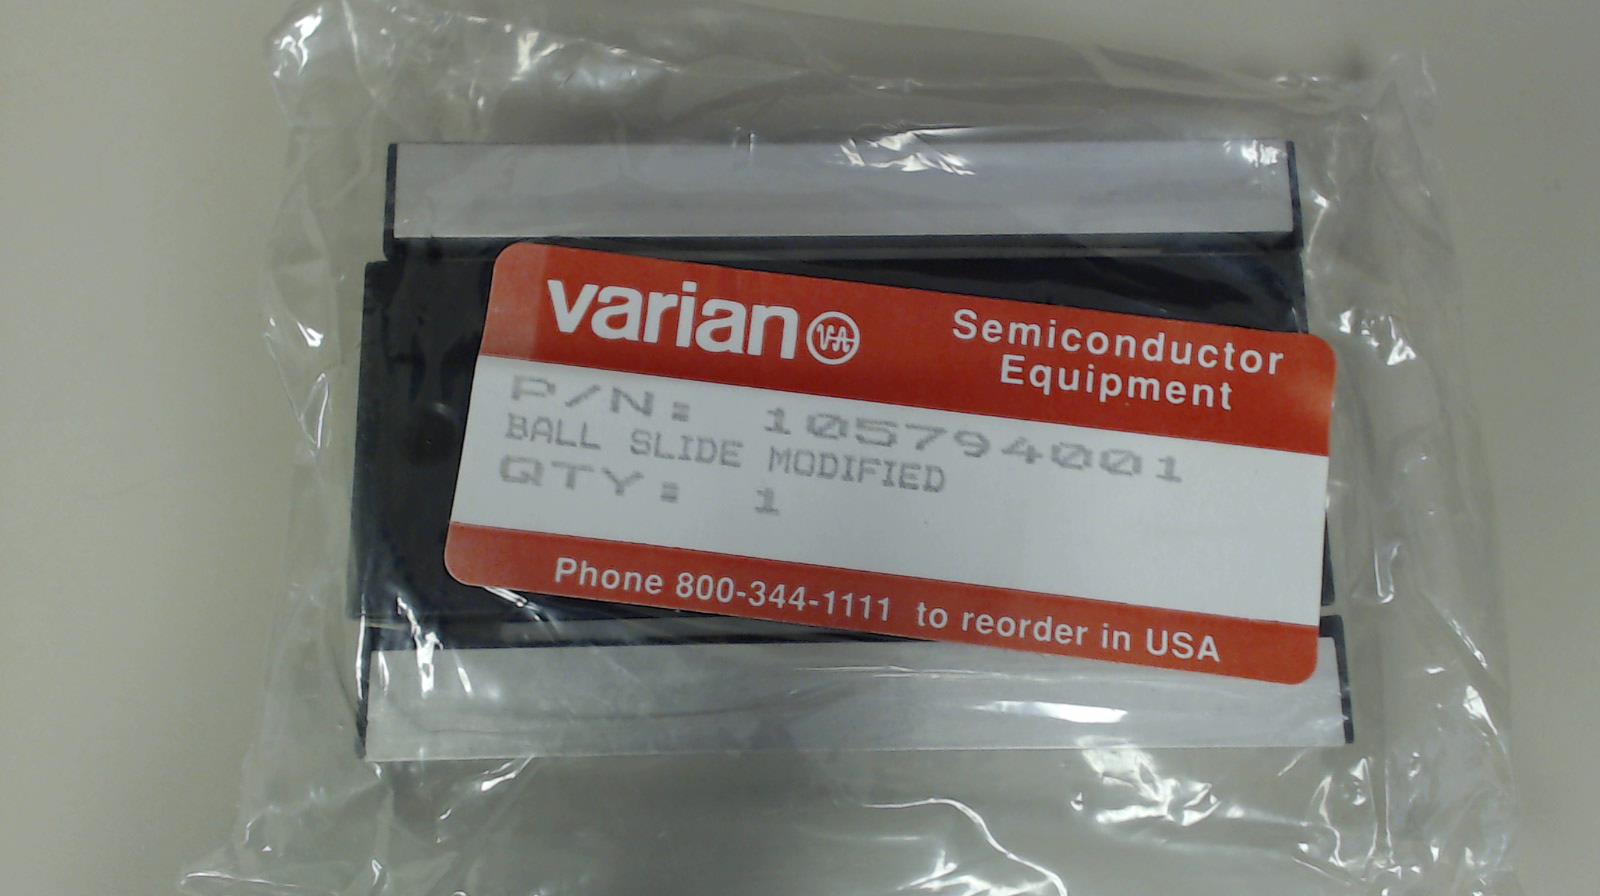 varian
Semiconductor
Equipment
P/N: 105794001
BALL SLIDE MODIFIED
QTY: 1
Phone 800-344-1111 to reorder in USA